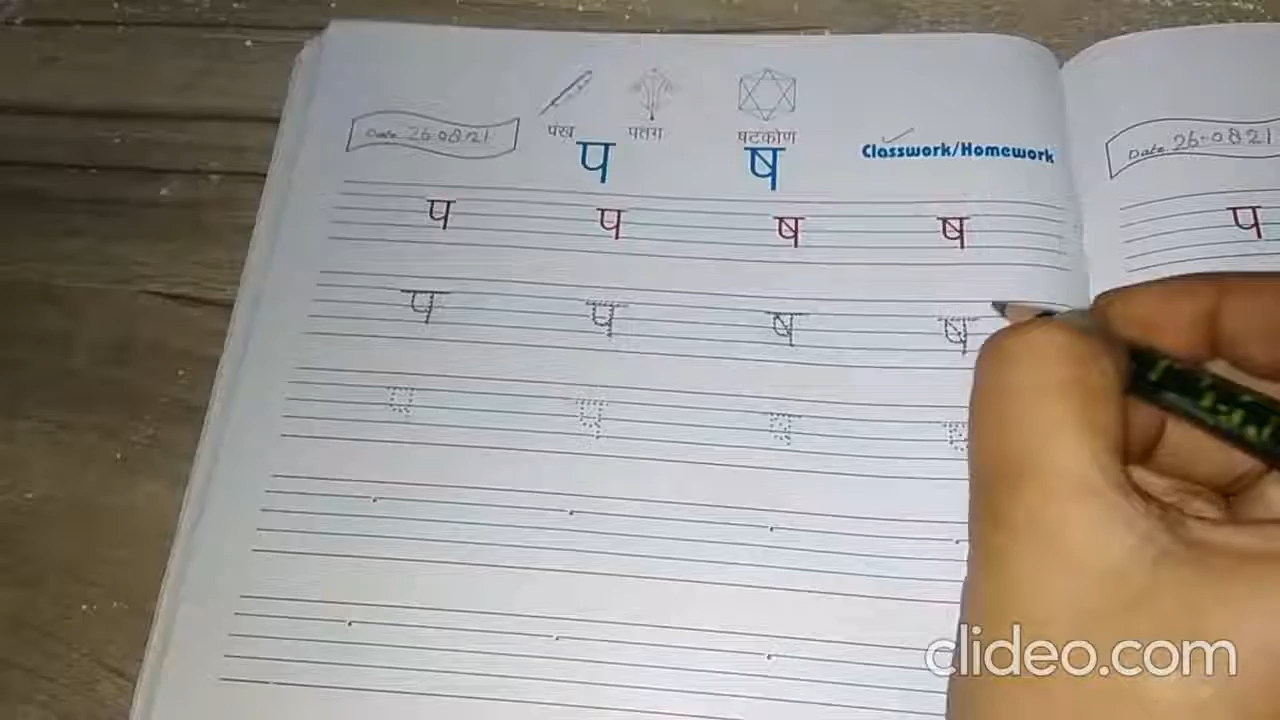 Date 26.08.21
पंख पतंग षटकोण
प ष
Classwork/Homework
Date 26-08.21
प प ष ष
प
प प ष ष
प प ष ष
clideo.com